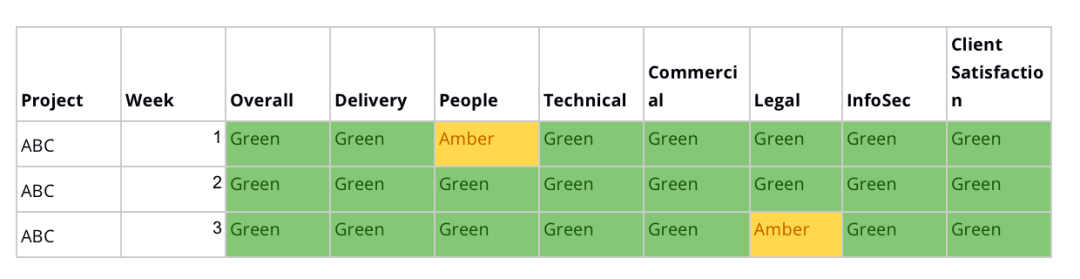 Project Week Overall Delivery People Technical Commercial Legal InfoSec Client Satisfaction
ABC 1 Green Green Amber Green Green Green Green Green
ABC 2 Green Green Green Green Green Green Green Green
ABC 3 Green Green Green Green Green Amber Green Green